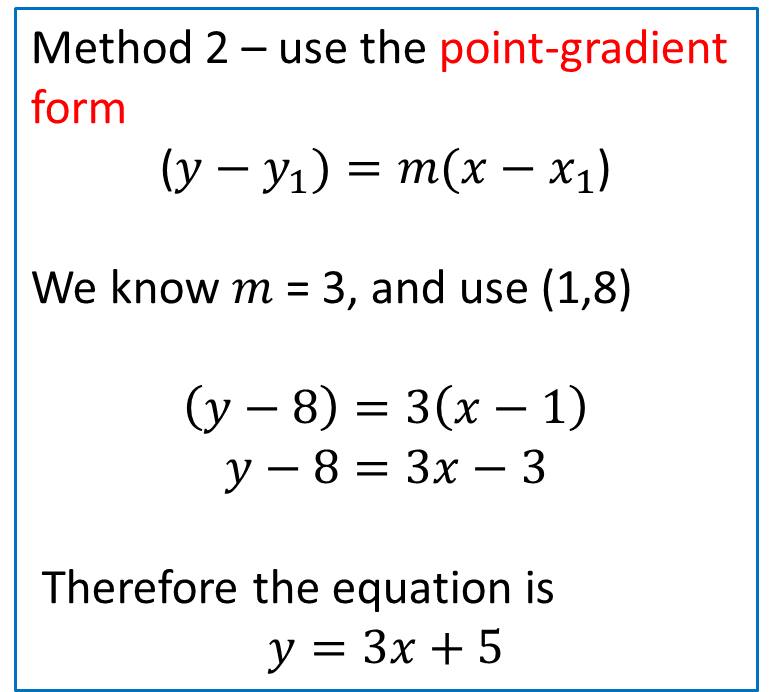 Method 2 – use the point-gradient
form
(y − y₁) = m(x − x₁)
We know m = 3, and use (1,8)
(y − 8) = 3(x − 1)
y − 8 = 3x − 3
Therefore the equation is
y = 3x + 5